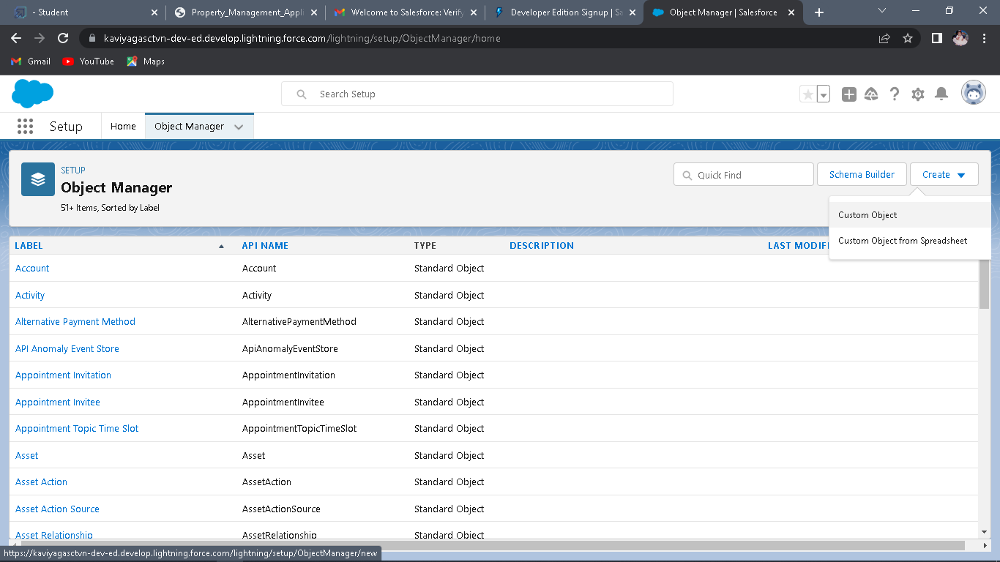 - Student
Property_Management_Appli
Welcome to Salesforce: Verify
Developer Edition Signup | Sa
Object Manager | Salesforce
kaviyagasctvn-dev-ed.develop.lightning.force.com/lightning/setup/ObjectManager/home
Gmail YouTube Maps
Search Setup
Setup Home Object Manager
SETUP
Object Manager
51+ Items, Sorted by Label
Quick Find Schema Builder Create
Custom Object
Custom Object from Spreadsheet
LABEL API NAME TYPE DESCRIPTION LAST MODIFI
Account Account Standard Object
Activity Activity Standard Object
Alternative Payment Method AlternativePaymentMethod Standard Object
API Anomaly Event Store ApiAnomalyEventStore Standard Object
Appointment Invitation AppointmentInvitation Standard Object
Appointment Invitee AppointmentInvitee Standard Object
Appointment Topic Time Slot AppointmentTopicTimeSlot Standard Object
Asset Asset Standard Object
Asset Action AssetAction Standard Object
Asset Action Source AssetActionSource Standard Object
Asset Relationship AssetRelationship Standard Object
https://kaviyagasctvn-dev-ed.develop.lightning.force.com/lightning/setup/ObjectManager/new